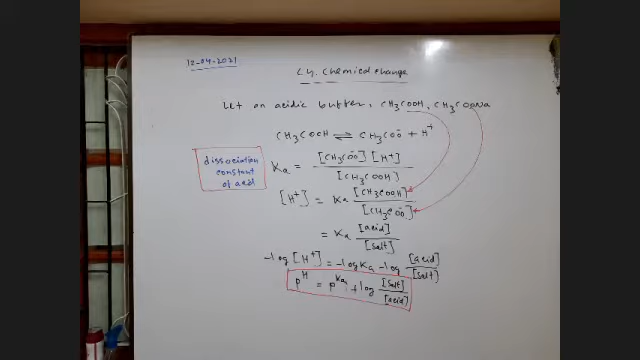 12-04-2021
C4. Chemical change
Let an acidic buffer, CH3COOH, CH3COONa
CH3COOH ⇌ CH3COO⁻ + H⁺
dissociation constant of acid
Ka = [CH3COO⁻] [H⁺] / [CH3COOH]
[H⁺] = Ka [CH3COOH] / [CH3COO⁻]
= Ka [acid] / [salt]
-log [H⁺] = -log Ka - log [acid] / [salt]
pH = pKa + log [salt] / [acid]